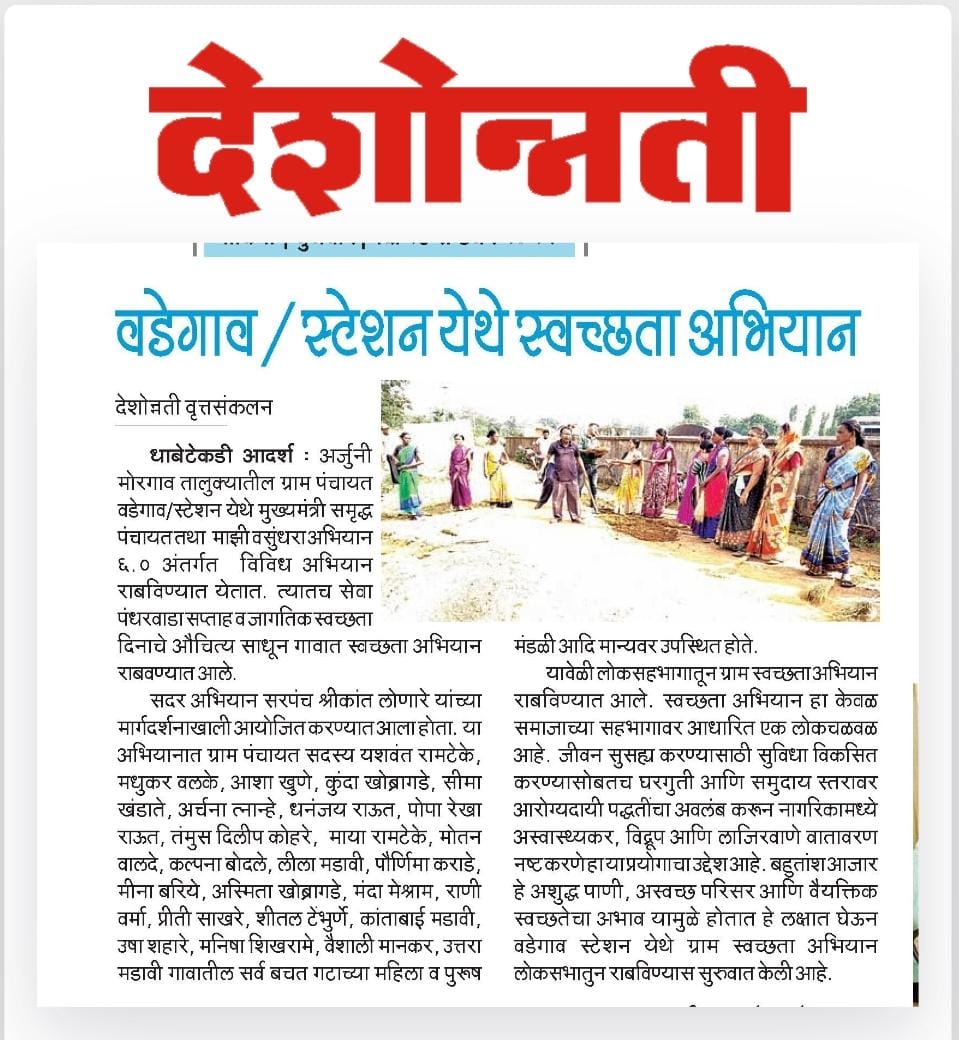 देशोन्नती
वडेगाव / स्टेशन येथे स्वच्छता अभियान
देशोन्नती वृत्तसंकलन
धाबेटेकडी आदर्श : अर्जुनी
मोरगाव तालुक्यातील ग्राम पंचायत
वडेगाव/स्टेशन येथे मुख्यमंत्री समृद्ध
पंचायत तथा माझी वसुंधरा अभियान
६.० अंतर्गत विविध अभियान
राबविण्यात येतात. त्यातच सेवा
पंधरवाडा सप्ताह व जागतिक स्वच्छता
दिनाचे औचित्य साधून गावात स्वच्छता अभियान
राबवण्यात आले.
सदर अभियान सरपंच श्रीकांत लोणारे यांच्या
मार्गदर्शनाखाली आयोजित करण्यात आला होता. या
अभियानात ग्राम पंचायत सदस्य यशवंत रामटेके,
मधुकर वलके, आशा खुणे, कुंदा खोब्रागडे, सीमा
खंडाते, अर्चना त्नान्हे, धनंजय राऊत, पोपा रेखा
राऊत, तंमुस दिलीप कोहरे, माया रामटेके, मोतन
वालदे, कल्पना बोदले, लीला मडावी, पौर्णिमा कराडे,
मीना बरिये, अस्मिता खोब्रागडे, मंदा मेश्राम, राणी
वर्मा, प्रीती साखरे, शीतल टेंभुर्णे, कांताबाई मडावी,
उषा शहारे, मनिषा शिखरामे, वैशाली मानकर, उत्तरा
मडावी गावातील सर्व बचत गटाच्या महिला व पुरूष
मंडळी आदि मान्यवर उपस्थित होते.
यावेळी लोकसहभागातून ग्राम स्वच्छता अभियान
राबविण्यात आले. स्वच्छता अभियान हा केवळ
समाजाच्या सहभागावर आधारित एक लोकचळवळ
आहे. जीवन सुसह्य करण्यासाठी सुविधा विकसित
करण्यासोबतच घरगुती आणि समुदाय स्तरावर
आरोग्यदायी पद्धतींचा अवलंब करून नागरिकामध्ये
अस्वास्थ्यकर, विद्रूप आणि लाजिरवाणे वातावरण
नष्ट करणे हा या प्रयोगाचा उद्देश आहे. बहुतांश आजार
हे अशुद्ध पाणी, अस्वच्छ परिसर आणि वैयक्तिक
स्वच्छतेचा अभाव यामुळे होतात हे लक्षात घेऊन
वडेगाव स्टेशन येथे ग्राम स्वच्छता अभियान
लोकसभातुन राबविण्यास सुरुवात केली आहे.